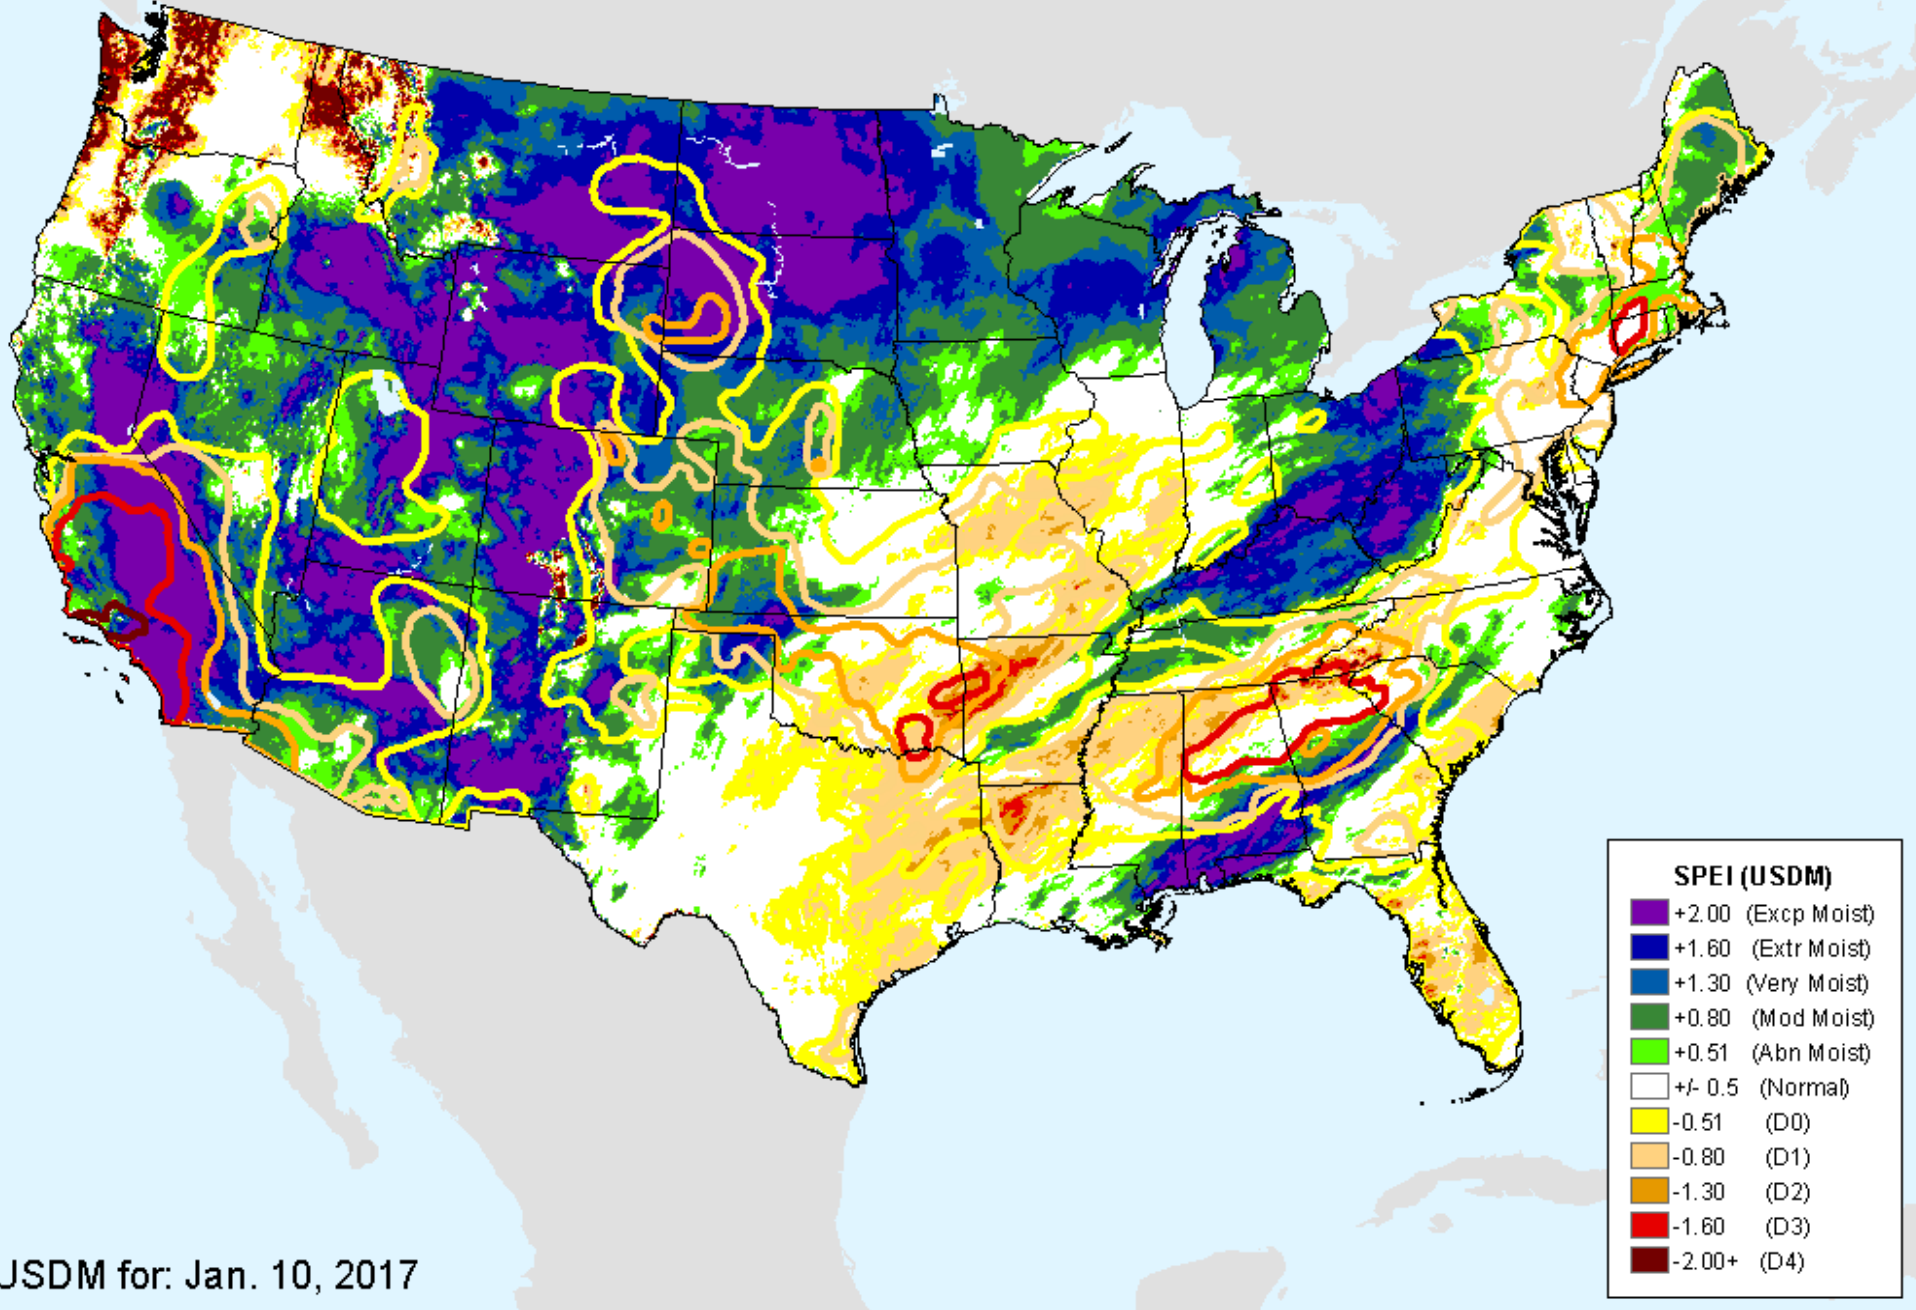 SPEI (USDM)
+2.00 (Excp Moist)
+1.60 (Extr Moist)
+1.30 (Very Moist)
+0.80 (Mod Moist)
+0.51 (Abn Moist)
+/- 0.5 (Normal)
-0.51 (D0)
-0.80 (D1)
-1.30 (D2)
-1.60 (D3)
-2.00+ (D4)
USDM for: Jan. 10, 2017